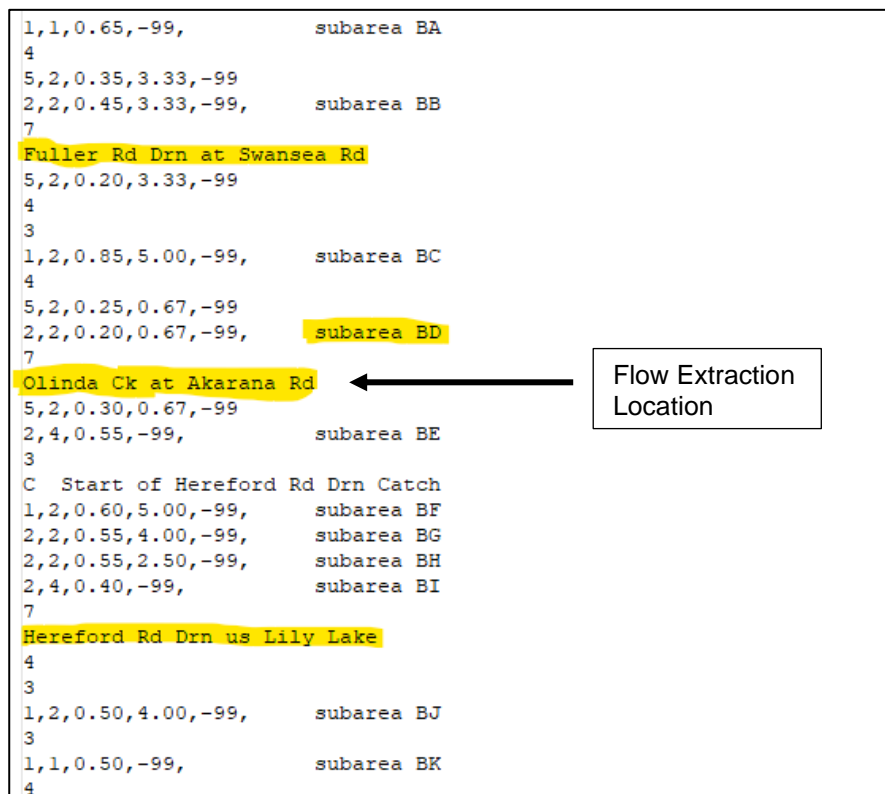 1,1,0.65,-99, subarea BA
4
5,2,0.35,3.33,-99
2,2,0.45,3.33,-99, subarea BB
7
Fuller Rd Drn at Swansea Rd
5,2,0.20,3.33,-99
4
3
1,2,0.85,5.00,-99, subarea BC
4
5,2,0.25,0.67,-99
2,2,0.20,0.67,-99, subarea BD
7
Olinda Ck at Akarana Rd
Flow Extraction
Location
5,2,0.30,0.67,-99
2,4,0.55,-99, subarea BE
3
C  Start of Hereford Rd Drn Catch
1,2,0.60,5.00,-99, subarea BF
2,2,0.55,4.00,-99, subarea BG
2,2,0.55,2.50,-99, subarea BH
2,4,0.40,-99, subarea BI
7
Hereford Rd Drn us Lily Lake
4
3
1,2,0.50,4.00,-99, subarea BJ
3
1,1,0.50,-99, subarea BK
4